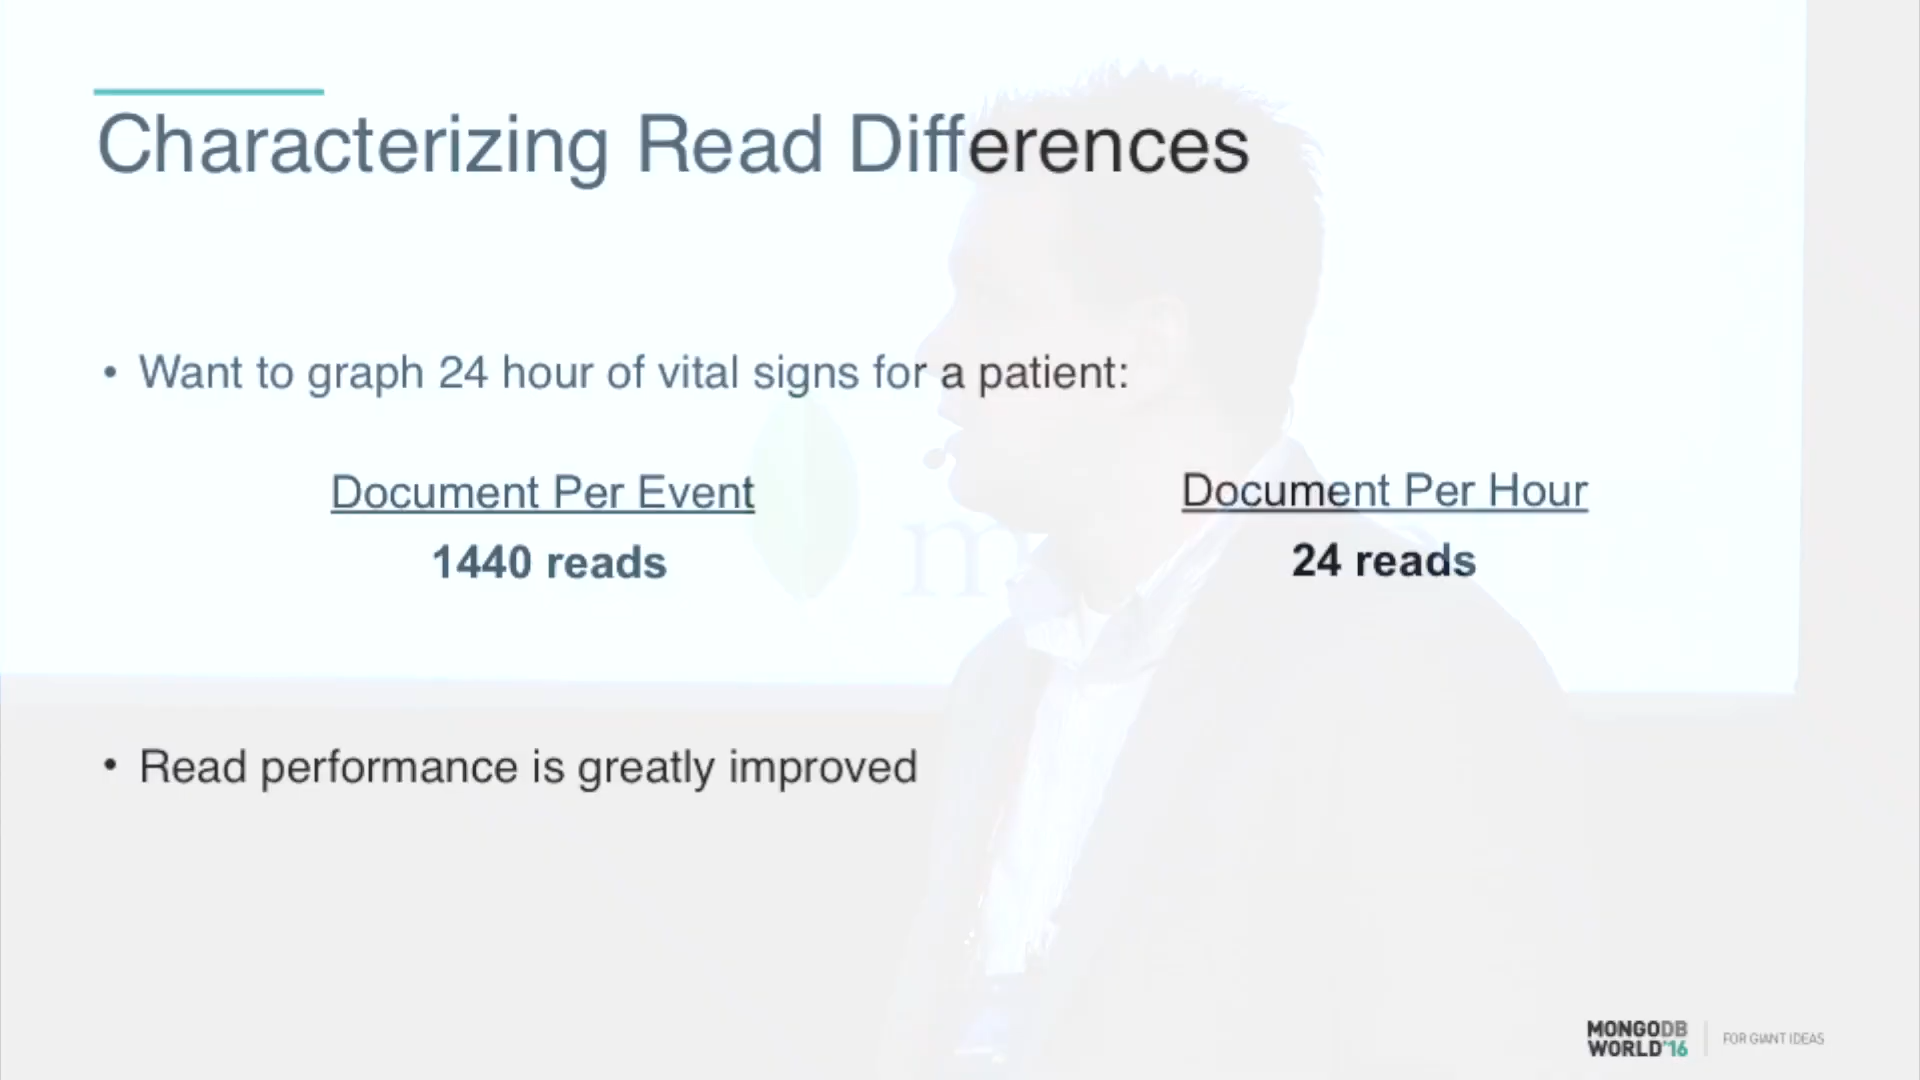 Characterizing Read Differences
• Want to graph 24 hour of vital signs for a patient:
Document Per Event
Document Per Hour
1440 reads
24 reads
• Read performance is greatly improved
MONGODB
WORLD'16
FOR GIANT IDEAS